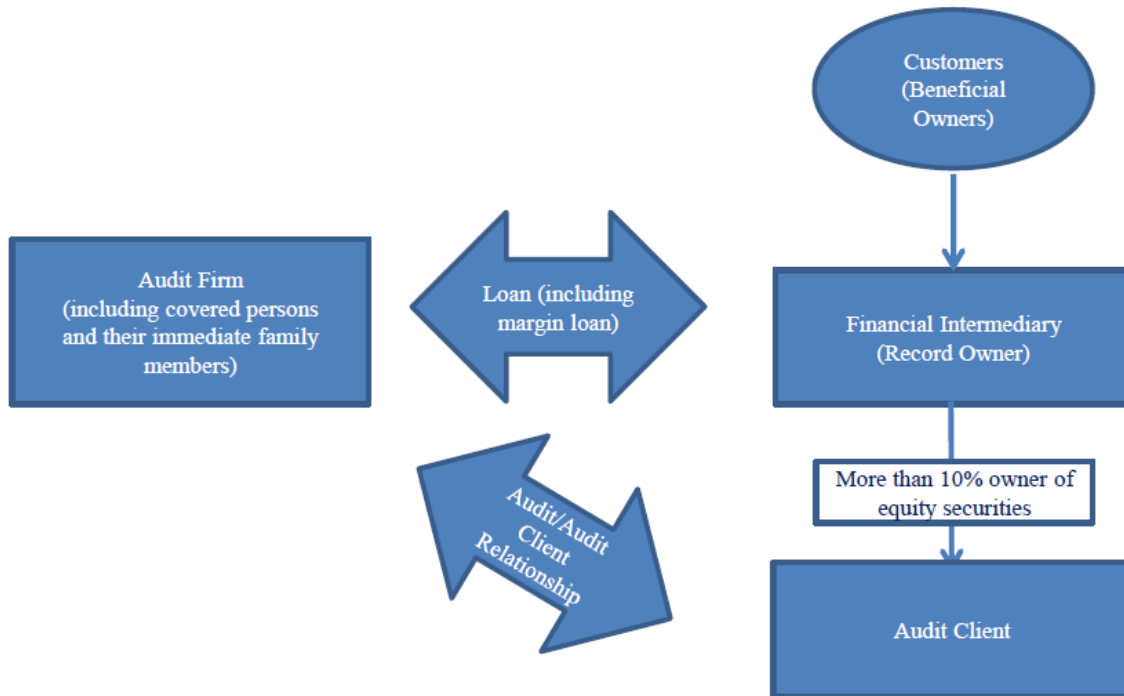 Customers
(Beneficial
Owners)
Audit Firm
(including covered persons
and their immediate family
members)
Loan (including
margin loan)
Financial Intermediary
(Record Owner)
More than 10% owner of
equity securities
Audit/Audit
Client
Relationship
Audit Client